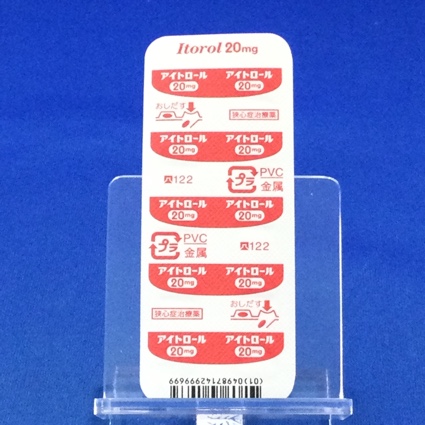 Itorol 20mg
アイトロール アイトロール
20mg 20mg
おしだす
狭心症治療薬
アイトロール アイトロール
20mg 20mg
122
プラ
PVC
金属
アイトロール アイトロール
20mg 20mg
プラ
PVC
金属
122
アイトロール アイトロール
20mg 20mg
おしだす
狭心症治療薬
アイトロール アイトロール
20mg 20mg
(01)04987142999699